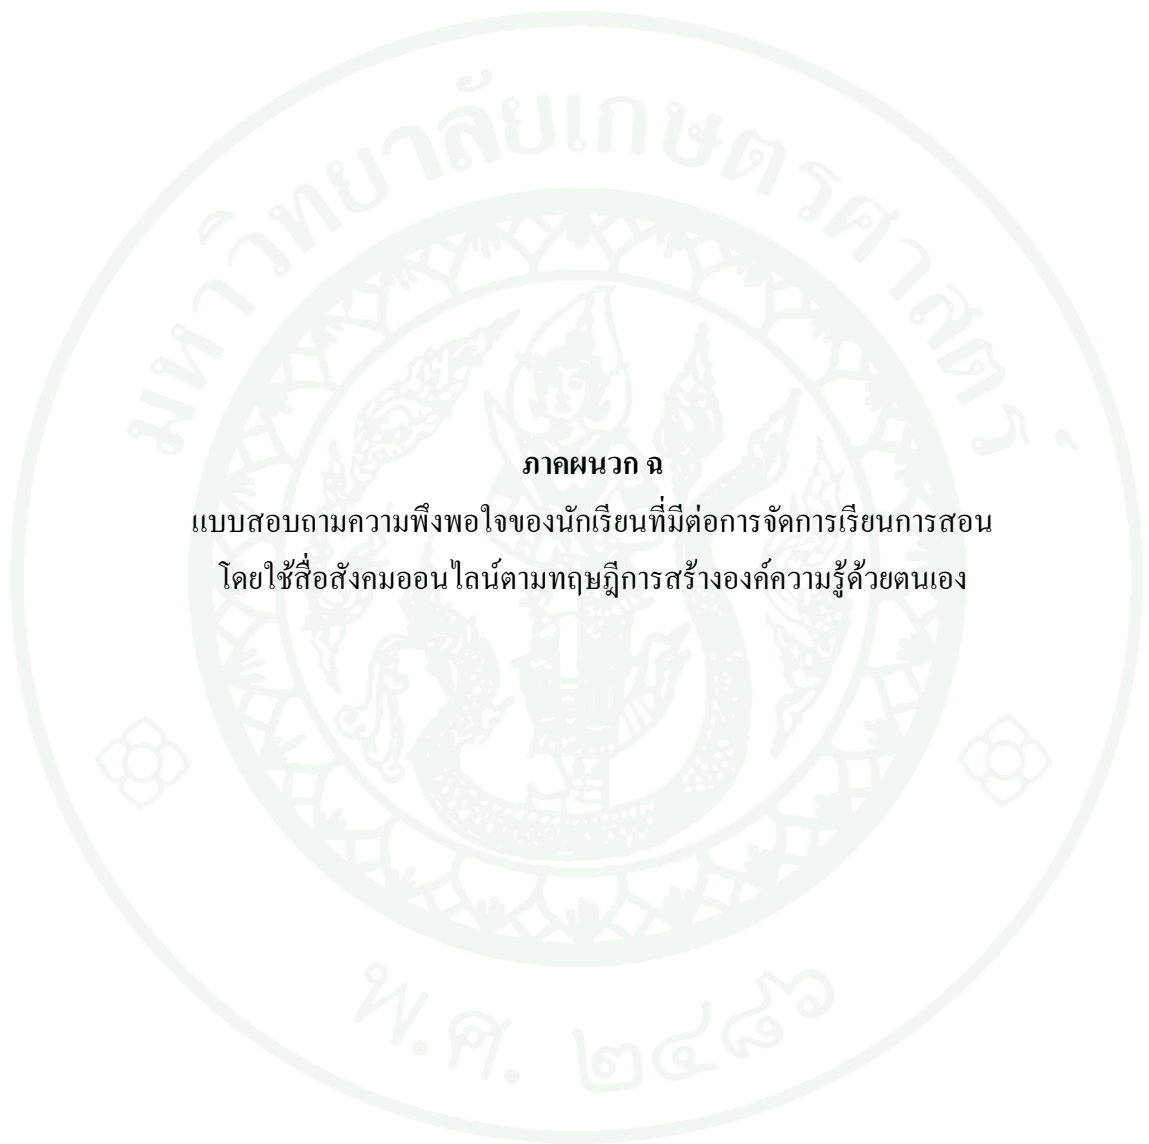 มหาวิทยาลัยเกษตรศาสตร์
ภาคผนวก ฉ
แบบสอบถามความพึงพอใจของนักเรียนที่มีต่อการจัดการเรียนการสอน
โดยใช้สื่อสังคมออนไลน์ตามทฤษฎีการสร้างองค์ความรู้ด้วยตนเอง
พ.ศ. ๒๔๘๖